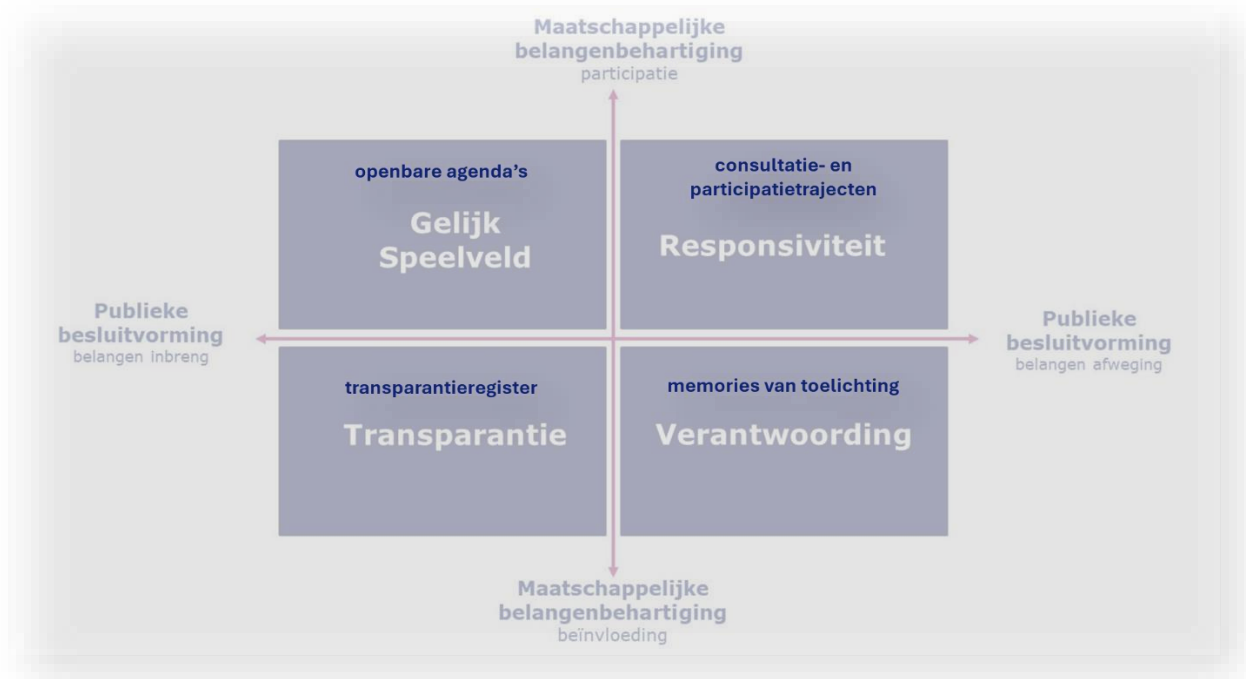 Maatschappelijke
belangenbehartiging
participatie
openbare agenda's
Gelijk
Speelveld
consultatie- en
participatietrajecten
Responsiviteit
Publieke
besluitvorming
belangen inbreng
Publieke
besluitvorming
belangen afweging
transparantieregister
Transparantie
memories van toelichting
Verantwoording
Maatschappelijke
belangenbehartiging
beïnvloeding